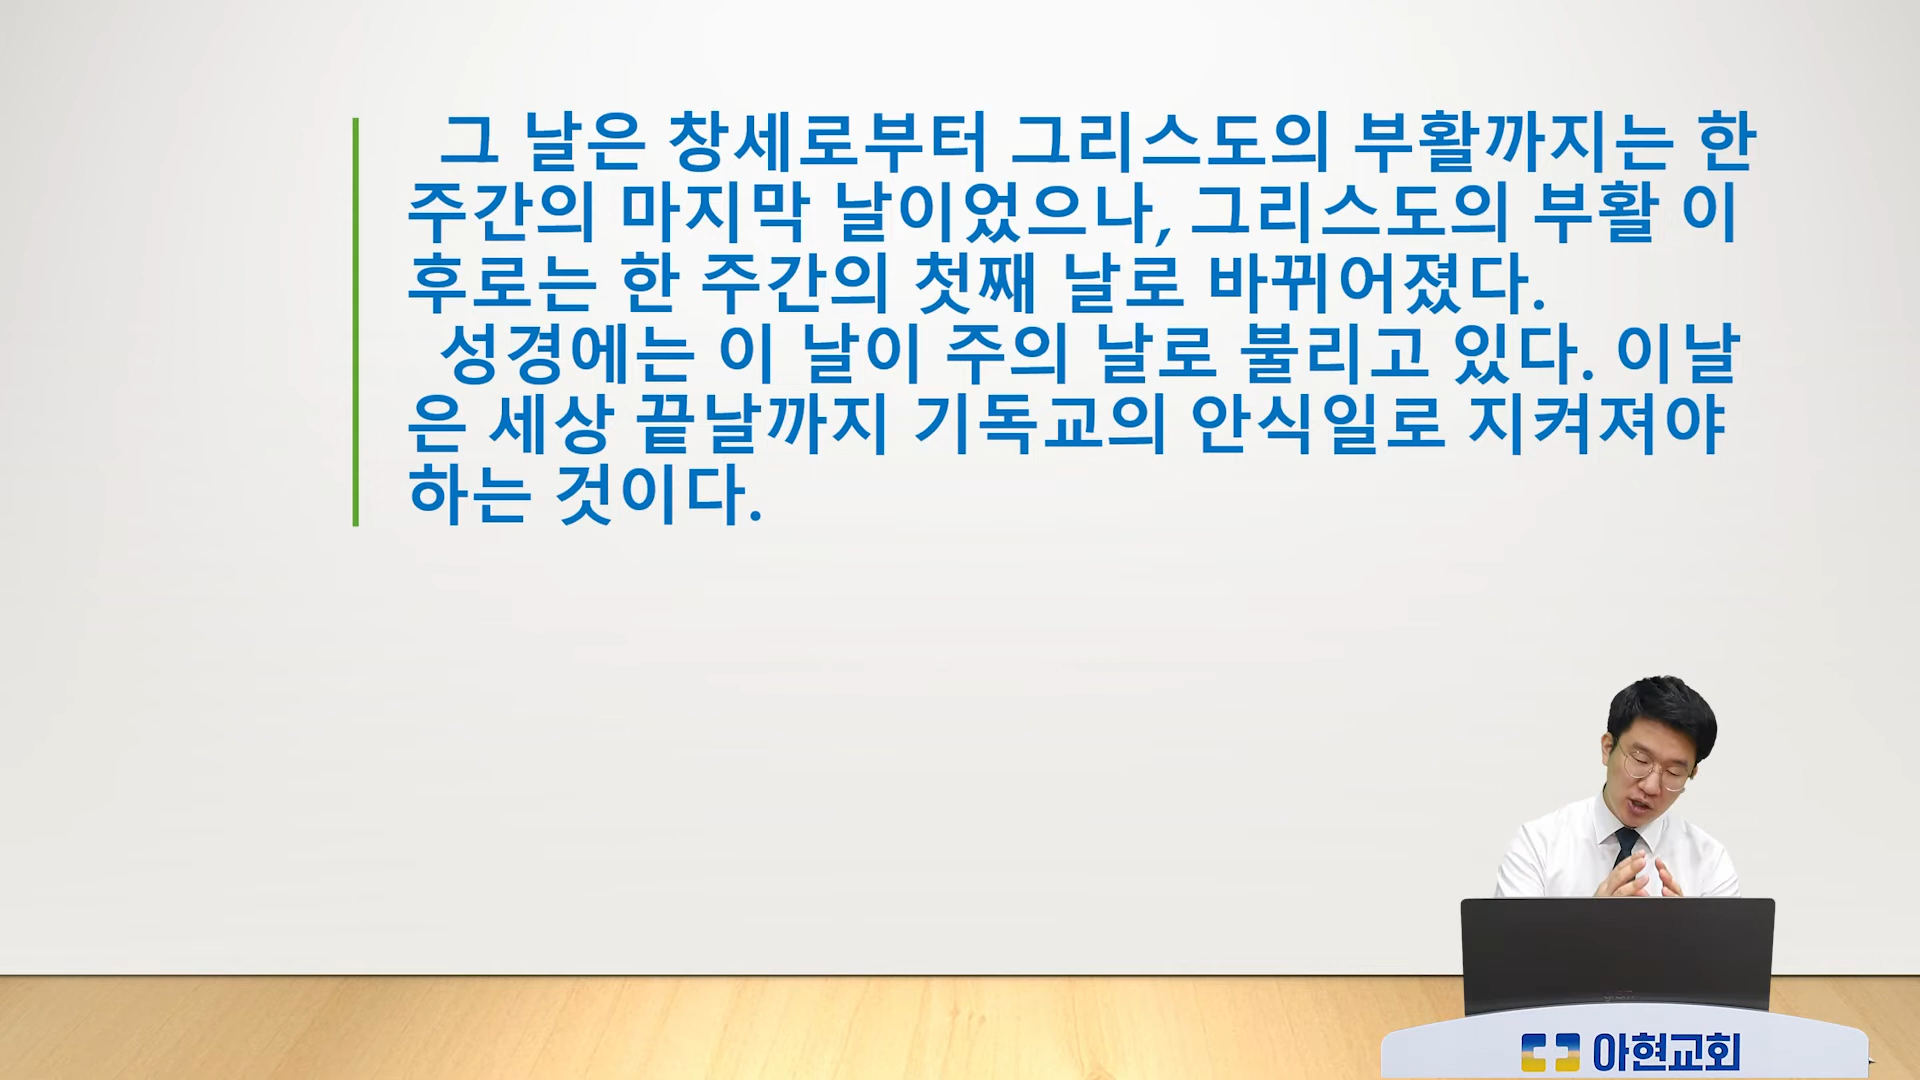 그 날은 창세로부터 그리스도의 부활까지는 한
주간의 마지막 날이었으나, 그리스도의 부활 이
후로는 한 주간의 첫째 날로 바뀌어졌다.
성경에는 이 날이 주의 날로 불리고 있다. 이날
은 세상 끝날까지 기독교의 안식일로 지켜져야
하는 것이다.
아현교회